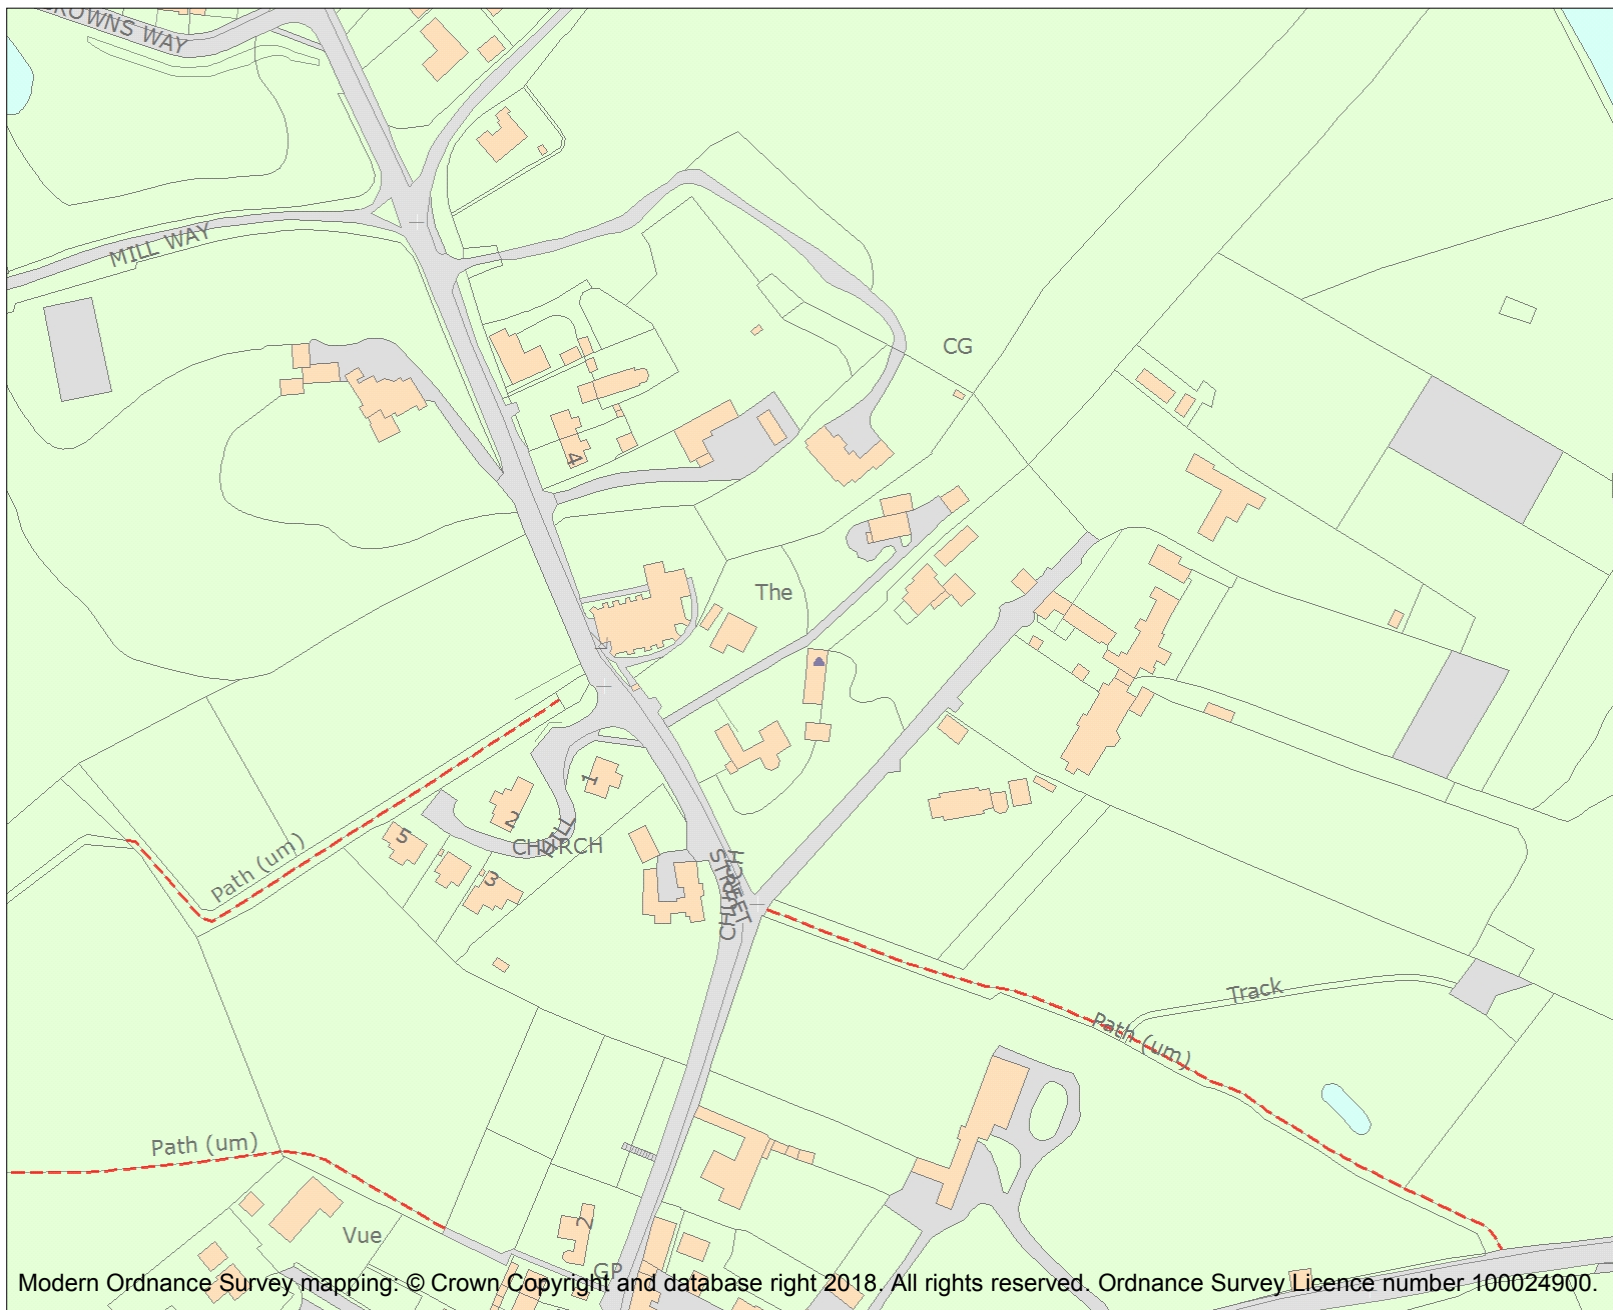 CROWNS WAY
MILL WAY
CG
4
The
1
2
HILL
CHURCH
5
3
Path (um)
CHURCH
STREET
Track
Path (um)
Path (um)
Vue
2
GP
Modern Ordnance Survey mapping: © Crown Copyright and database right 2018. All rights reserved. Ordnance Survey Licence number 100024900.